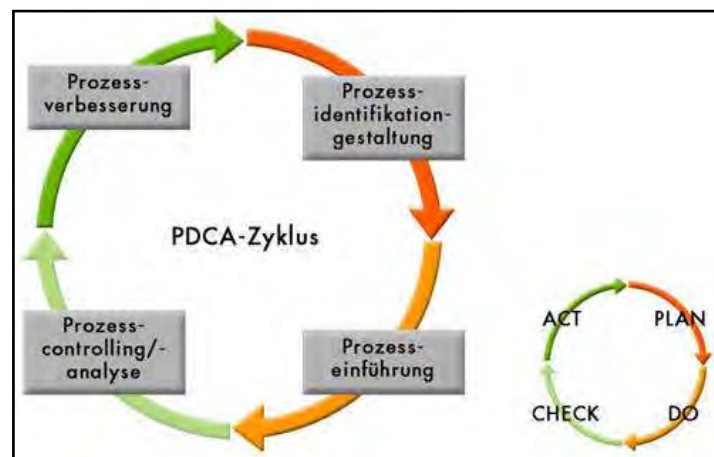 Prozess-
verbesserung
Prozess-
identifikation-
gestaltung
PDCA-Zyklus
Prozess-
controlling/-
analyse
Prozess-
einführung
ACT
PLAN
CHECK
DO